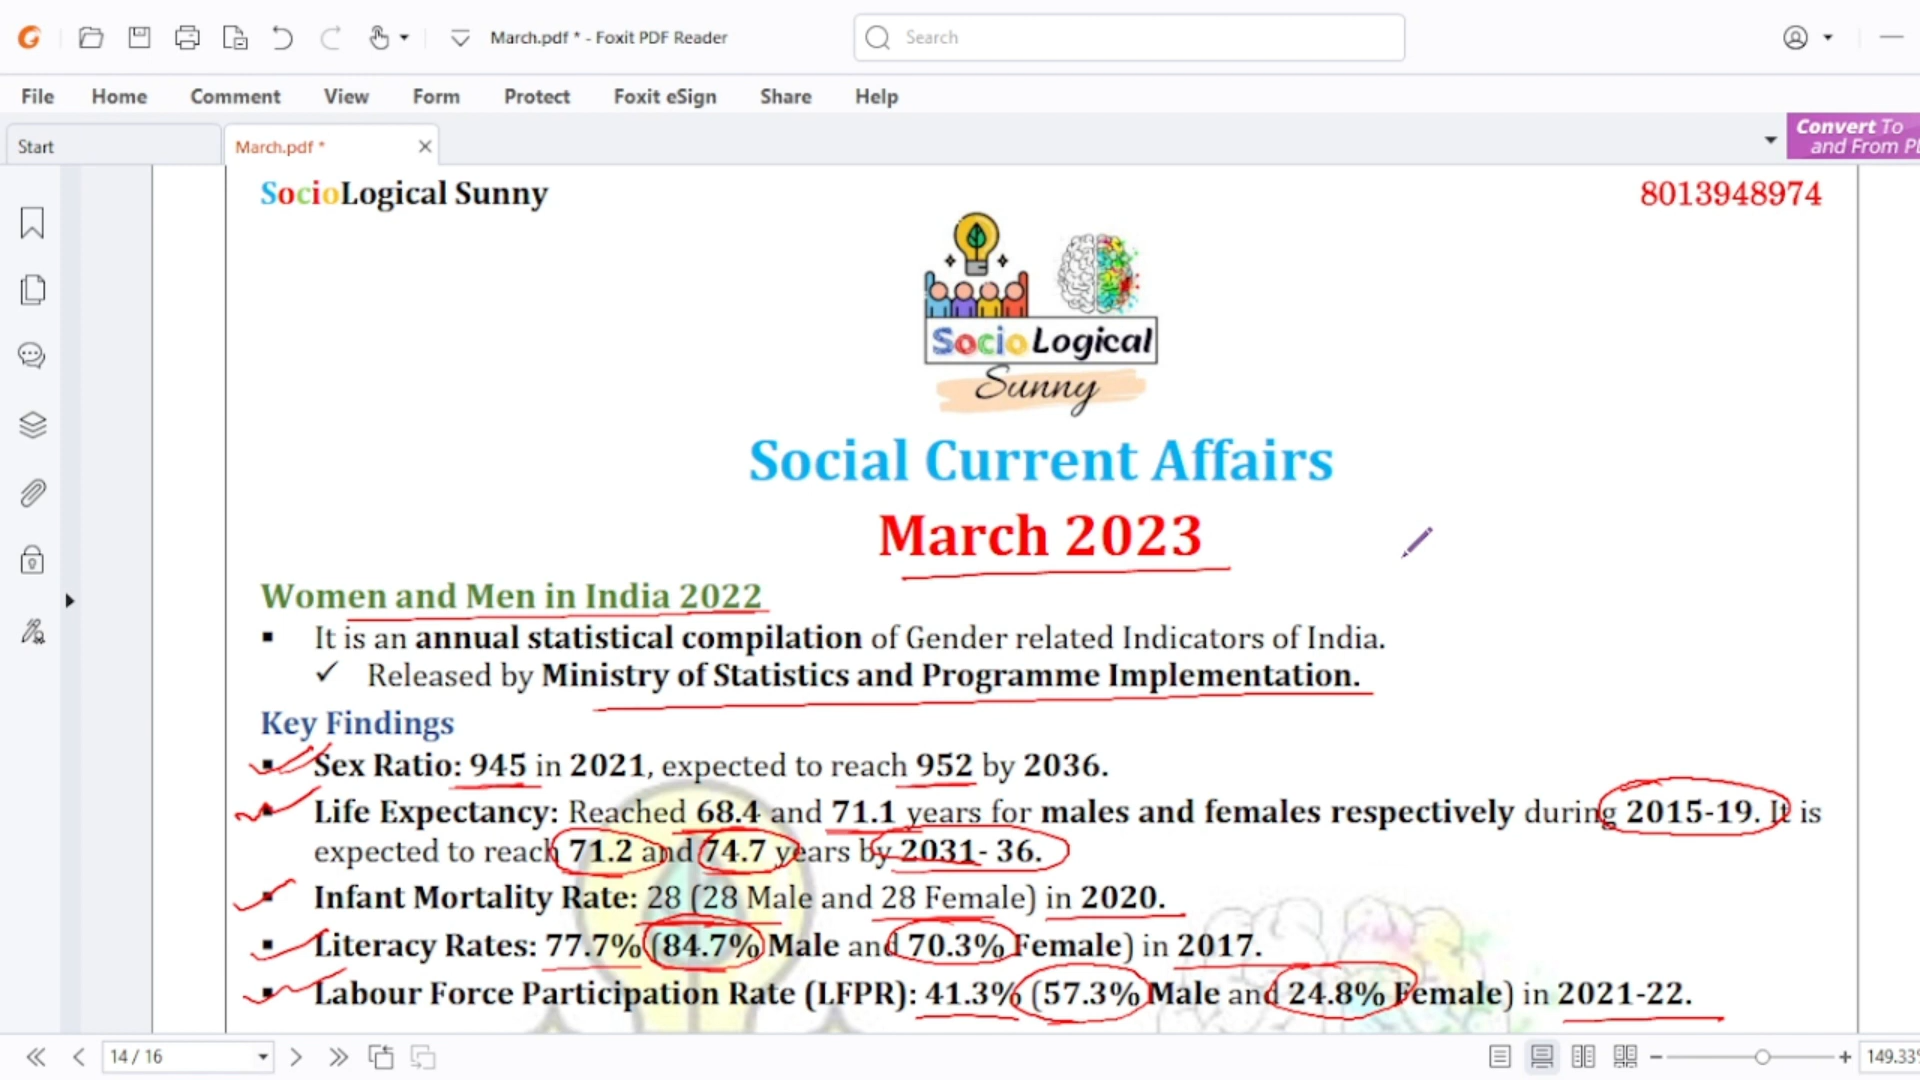 March.pdf * - Foxit PDF Reader
Search
File Home Comment View Form Protect Foxit eSign Share Help
Start
March.pdf *
Convert To
and From
SocioLogical Sunny
8013948974
SocioLogical
Sunny
Social Current Affairs
March 2023
Women and Men in India 2022
▪ It is an annual statistical compilation of Gender related Indicators of India.
✓ Released by Ministry of Statistics and Programme Implementation.
Key Findings
▪ Sex Ratio: 945 in 2021, expected to reach 952 by 2036.
▪ Life Expectancy: Reached 68.4 and 71.1 years for males and females respectively during 2015-19. It is
expected to reach 71.2 and 74.7 years by 2031- 36.
▪ Infant Mortality Rate: 28 (28 Male and 28 Female) in 2020.
▪ Literacy Rates: 77.7% (84.7% Male and 70.3% Female) in 2017.
▪ Labour Force Participation Rate (LFPR): 41.3% (57.3% Male and 24.8% Female) in 2021-22.
14 / 16
149.33%